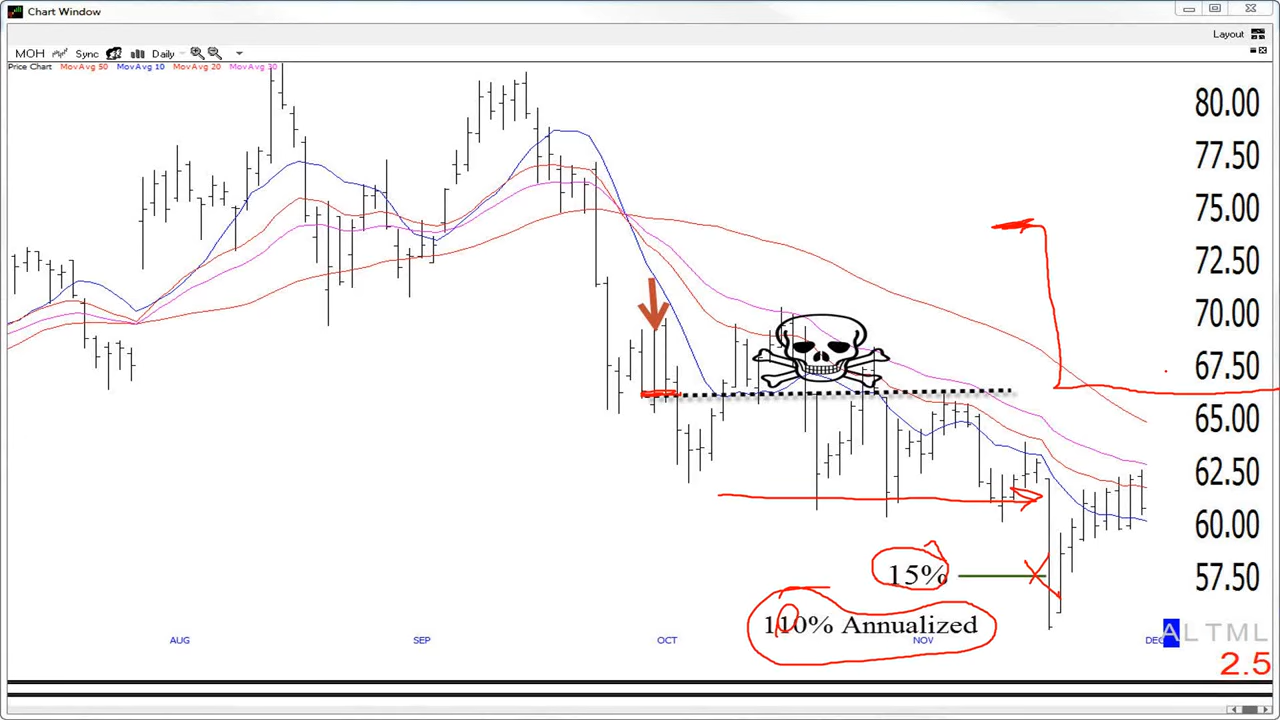 Chart Window
Layout
MOH Sync Daily
Price Chart MovAvg 50 MovAvg 10 MovAvg 20 MovAvg 30
80.00
77.50
75.00
72.50
70.00
67.50
65.00
62.50
60.00
15%
57.50
110% Annualized
AUG SEP OCT NOV DEC
A L T M L
2.5